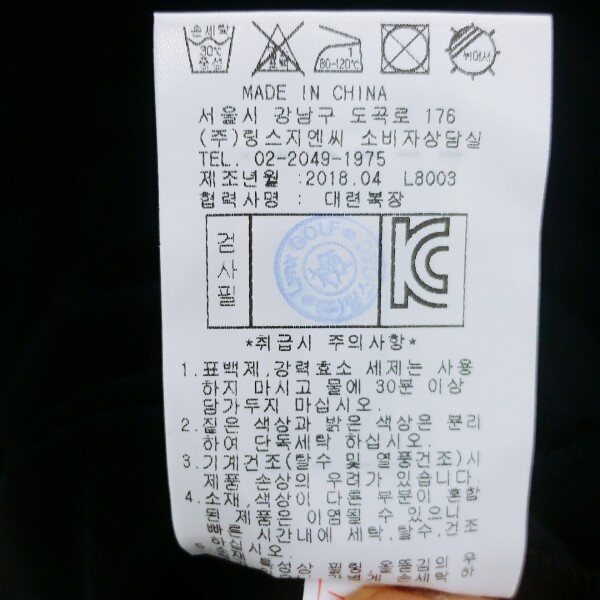 손세탁
30℃
중성
표백
1
80-120℃
뉘어서
MADE IN CHINA
서울시 강남구 도곡로 176
(주)링스지엔씨 소비자상담실
TEL. 02-2049-1975
제조년월 :2018.04 L8003
협력사명 : 대련복장
검사필
GOLF
*취급시 주의사항*
1.표백제,강력효소 세제는 사용
하지 마시고 물에 30분 이상
담가두지 마십시오.
2.짙은 색상과 밝은 색상은 분리
하여 단독세탁 하십시오.
3.기계건조(탈수 및 열풍건조)시
제품 손상의 우려가 있습니다.
4.소재,색상이 다른 부분이 혼합
된 제품은 이염될 수 있으니
빠른 시간내에 세탁,탈수,건조
하십시오.